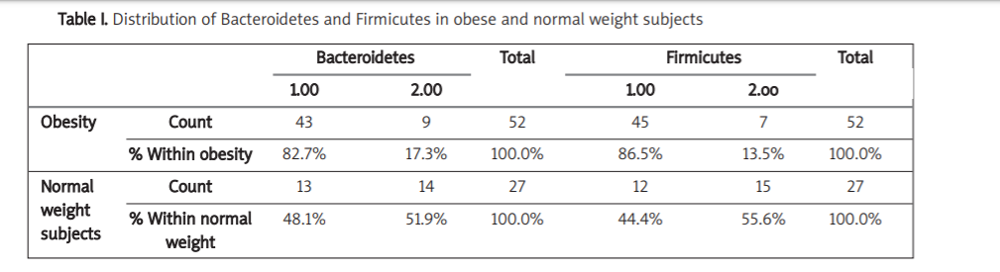 Table I. Distribution of Bacteroidetes and Firmicutes in obese and normal weight subjects
Bacteroidetes Total Firmicutes Total
1.00 2.00 1.00 2.oo
Obesity Count 43 9 52 45 7 52
% Within obesity 82.7% 17.3% 100.0% 86.5% 13.5% 100.0%
Normal weight subjects Count 13 14 27 12 15 27
% Within normal weight 48.1% 51.9% 100.0% 44.4% 55.6% 100.0%